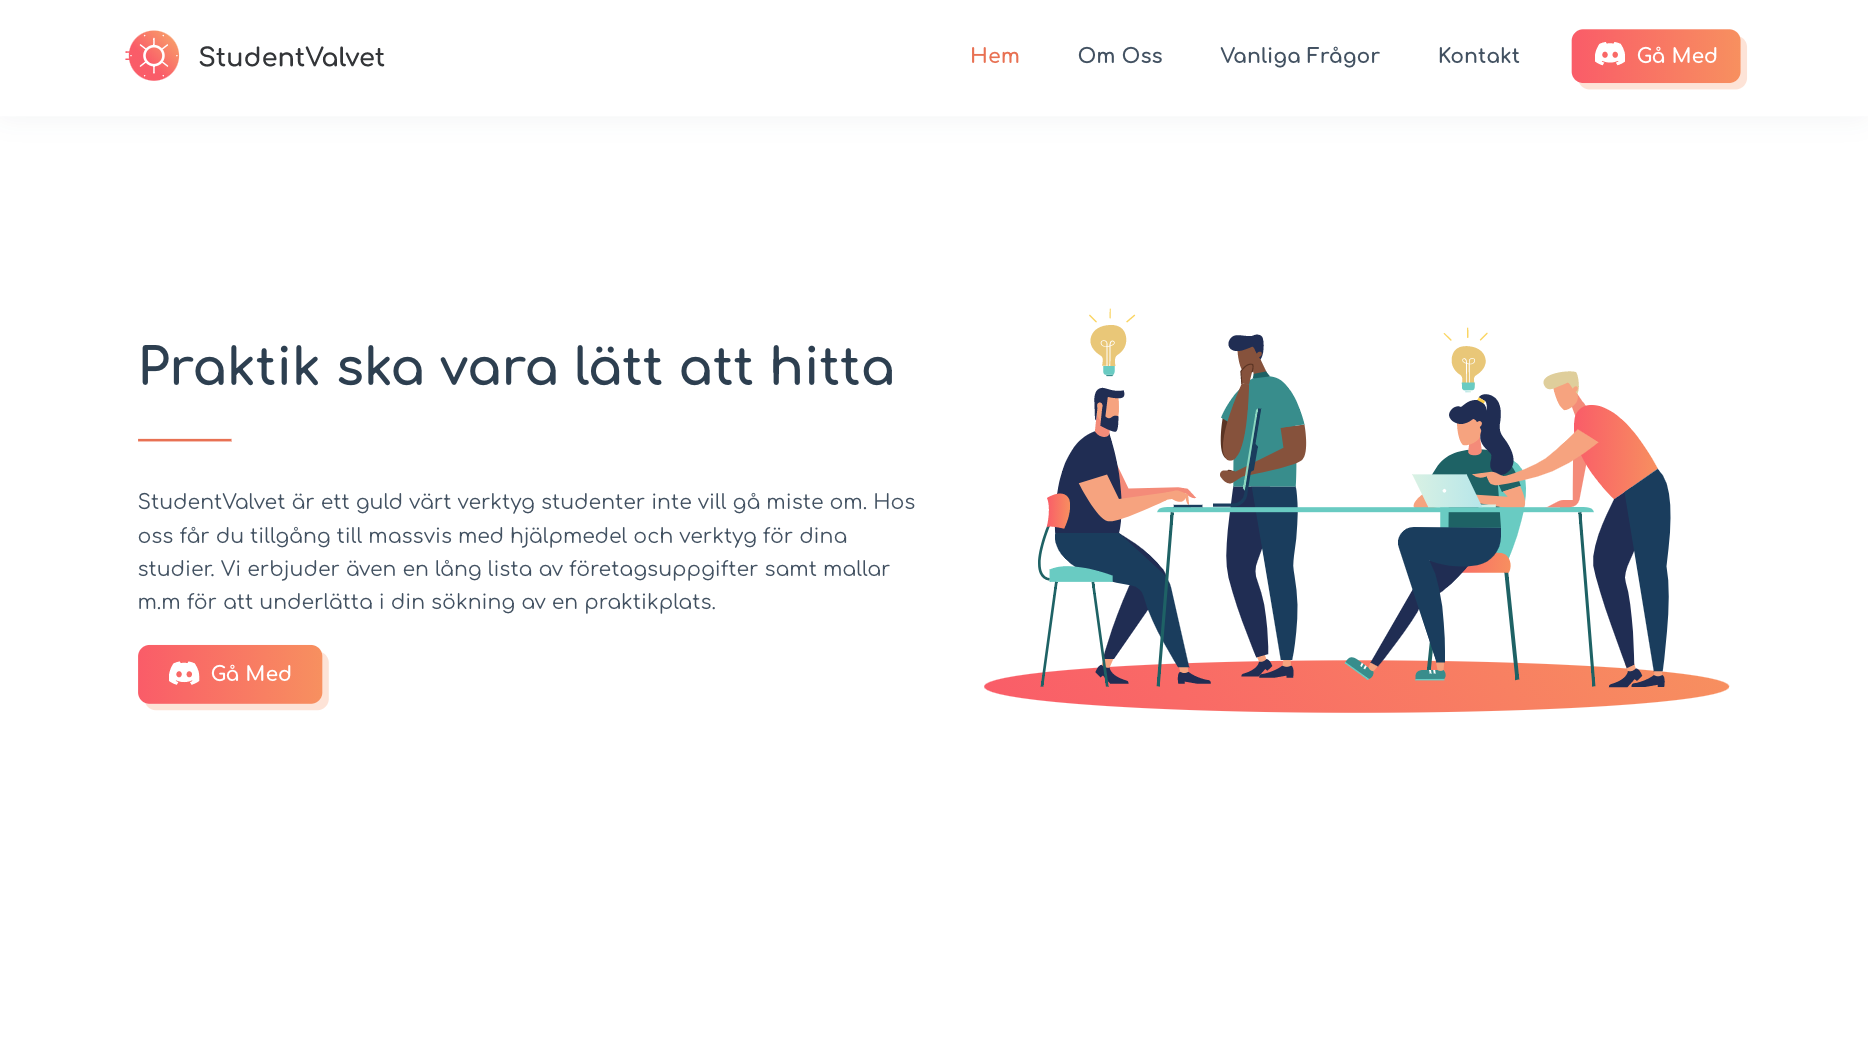 StudentValvet
Hem
Om Oss
Vanliga Frågor
Kontakt
Gå Med
Praktik ska vara lätt att hitta
StudentValvet är ett guld värt verktyg studenter inte vill gå miste om. Hos
oss får du tillgång till massvis med hjälpmedel och verktyg för dina
studier. Vi erbjuder även en lång lista av företagsuppgifter samt mallar
m.m för att underlätta i din sökning av en praktikplats.
Gå Med